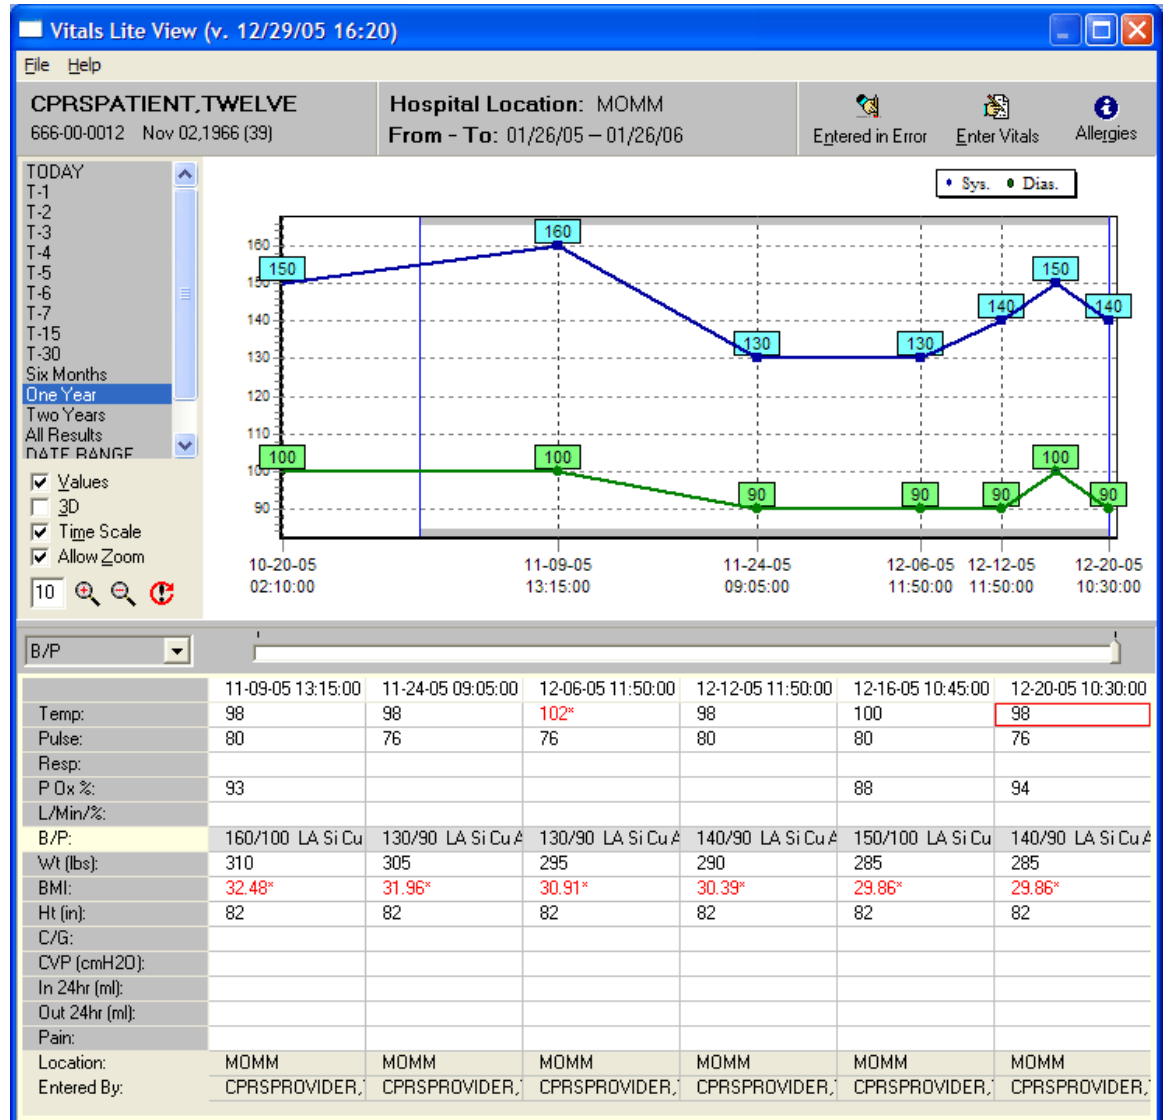 Vitals Lite View (v. 12/29/05 16:20)
File Help
CPRSPATIENT,TWELVE
666-00-0012 Nov 02,1966 (39)
Hospital Location: MOMM
From - To: 01/26/05 – 01/26/06
Entered in Error
Enter Vitals
Allergies
TODAY
T-1
T-2
T-3
T-4
T-5
T-6
T-7
T-15
T-30
Six Months
One Year
Two Years
All Results
DATE RANGE
Values
3D
Time Scale
Allow Zoom
10
Sys. Dias.
160
150
140
130
120
110
100
90
150 160 130 130 140 150 140
100 100 90 90 90 100 90
10-20-05 11-09-05 11-24-05 12-06-05 12-12-05 12-20-05
02:10:00 13:15:00 09:05:00 11:50:00 11:50:00 10:30:00
B/P
11-09-05 13:15:00 11-24-05 09:05:00 12-06-05 11:50:00 12-12-05 11:50:00 12-16-05 10:45:00 12-20-05 10:30:00
Temp: 98 98 102* 98 100 98
Pulse: 80 76 76 80 80 76
Resp:
P Ox %: 93 88 94
L/Min/%:
B/P: 160/100 LA Si Cu 130/90 LA Si Cu A 130/90 LA Si Cu A 140/90 LA Si Cu A 150/100 LA Si Cu 140/90 LA Si Cu A
Wt (lbs): 310 305 295 290 285 285
BMI: 32.48* 31.96* 30.91* 30.39* 29.86* 29.86*
Ht (in): 82 82 82 82 82 82
C/G:
CVP (cmH2O):
In 24hr (ml):
Out 24hr (ml):
Pain:
Location: MOMM MOMM MOMM MOMM MOMM MOMM
Entered By: CPRSPROVIDER, CPRSPROVIDER, CPRSPROVIDER, CPRSPROVIDER, CPRSPROVIDER, CPRSPROVIDER,